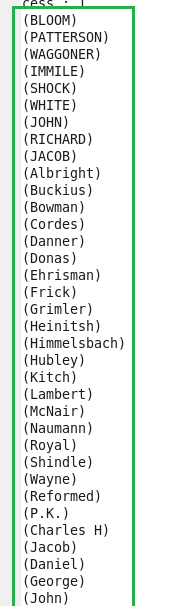 cess : 1
(BLOOM)
(PATTERSON)
(WAGGONER)
(IMMILE)
(SHOCK)
(WHITE)
(JOHN)
(RICHARD)
(JACOB)
(Albright)
(Buckius)
(Bowman)
(Cordes)
(Danner)
(Donas)
(Ehrisman)
(Frick)
(Grimler)
(Heinitsh)
(Himmelsbach)
(Hubley)
(Kitch)
(Lambert)
(McNair)
(Naumann)
(Royal)
(Shindle)
(Wayne)
(Reformed)
(P.K.)
(Charles H)
(Jacob)
(Daniel)
(George)
(John)